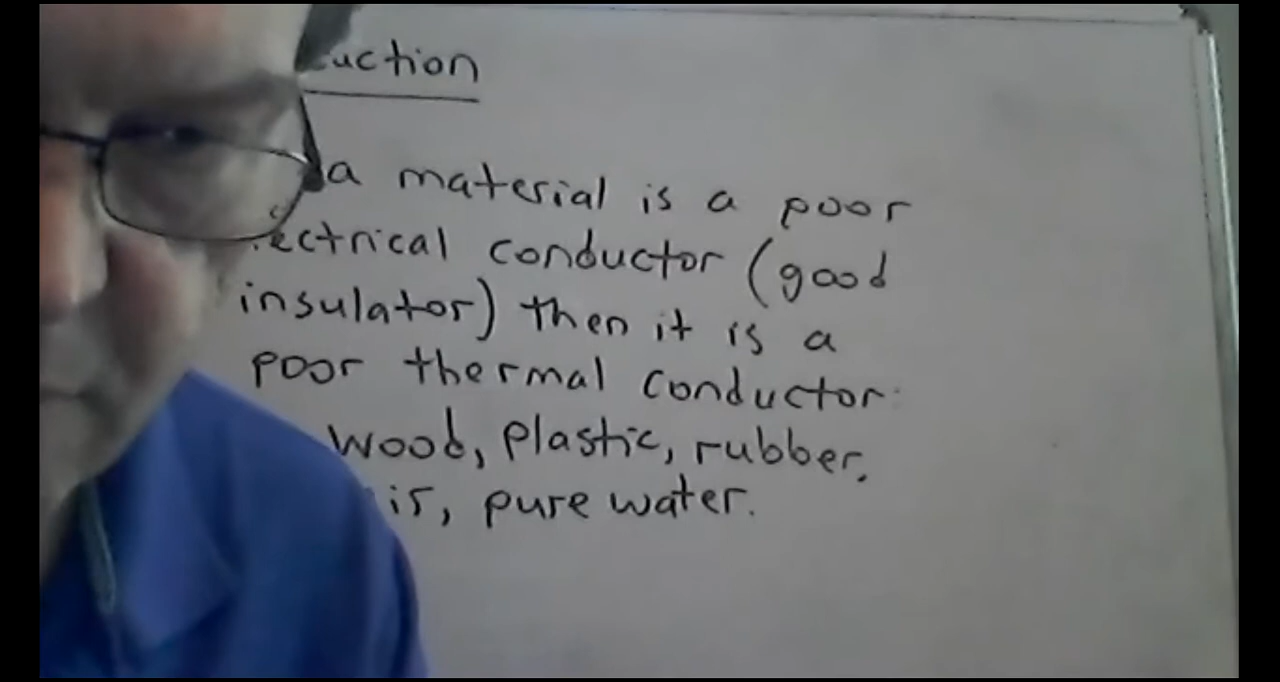 uction
a material is a poor
ectrical conductor (good
insulator) then it is a
poor thermal conductor:
wood, plastic, rubber,
ir, pure water.